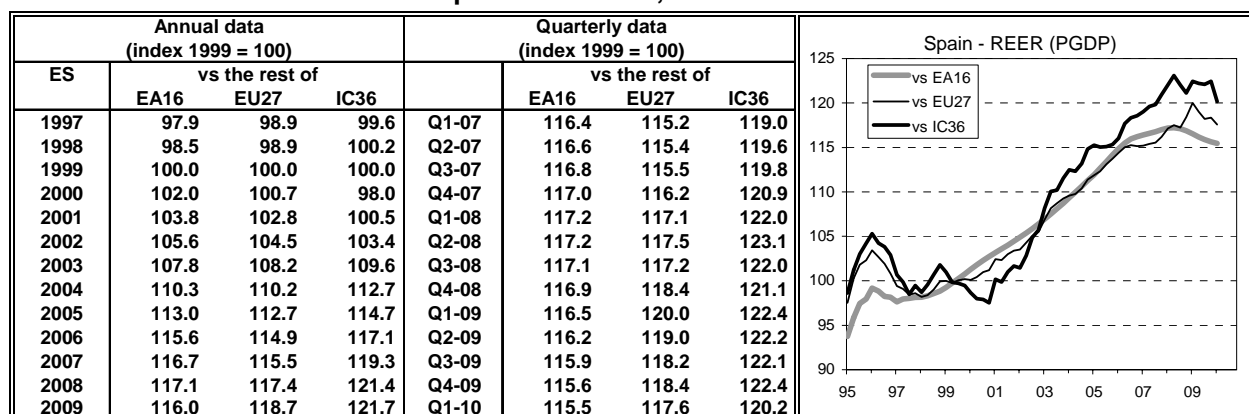 Annual data Quarterly data
(index 1999 = 100) (index 1999 = 100)
ES vs the rest of vs the rest of
EA16 EU27 IC36 EA16 EU27 IC36
1997 97.9 98.9 99.6 Q1-07 116.4 115.2 119.0
1998 98.5 98.9 100.2 Q2-07 116.6 115.4 119.6
1999 100.0 100.0 100.0 Q3-07 116.8 115.5 119.8
2000 102.0 100.7 98.0 Q4-07 117.0 116.2 120.9
2001 103.8 102.8 100.5 Q1-08 117.2 117.1 122.0
2002 105.6 104.5 103.4 Q2-08 117.2 117.5 123.1
2003 107.8 108.2 109.6 Q3-08 117.1 117.2 122.0
2004 110.3 110.2 112.7 Q4-08 116.9 118.4 121.1
2005 113.0 112.7 114.7 Q1-09 116.5 120.0 122.4
2006 115.6 114.9 117.1 Q2-09 116.2 119.0 122.2
2007 116.7 115.5 119.3 Q3-09 115.9 118.2 122.1
2008 117.1 117.4 121.4 Q4-09 115.6 118.4 122.4
2009 116.0 118.7 121.7 Q1-10 115.5 117.6 120.2
Spain - REER (PGDP)
vs EA16
vs EU27
vs IC36
125
120
115
110
105
100
95
90
95 97 99 01 03 05 07 09